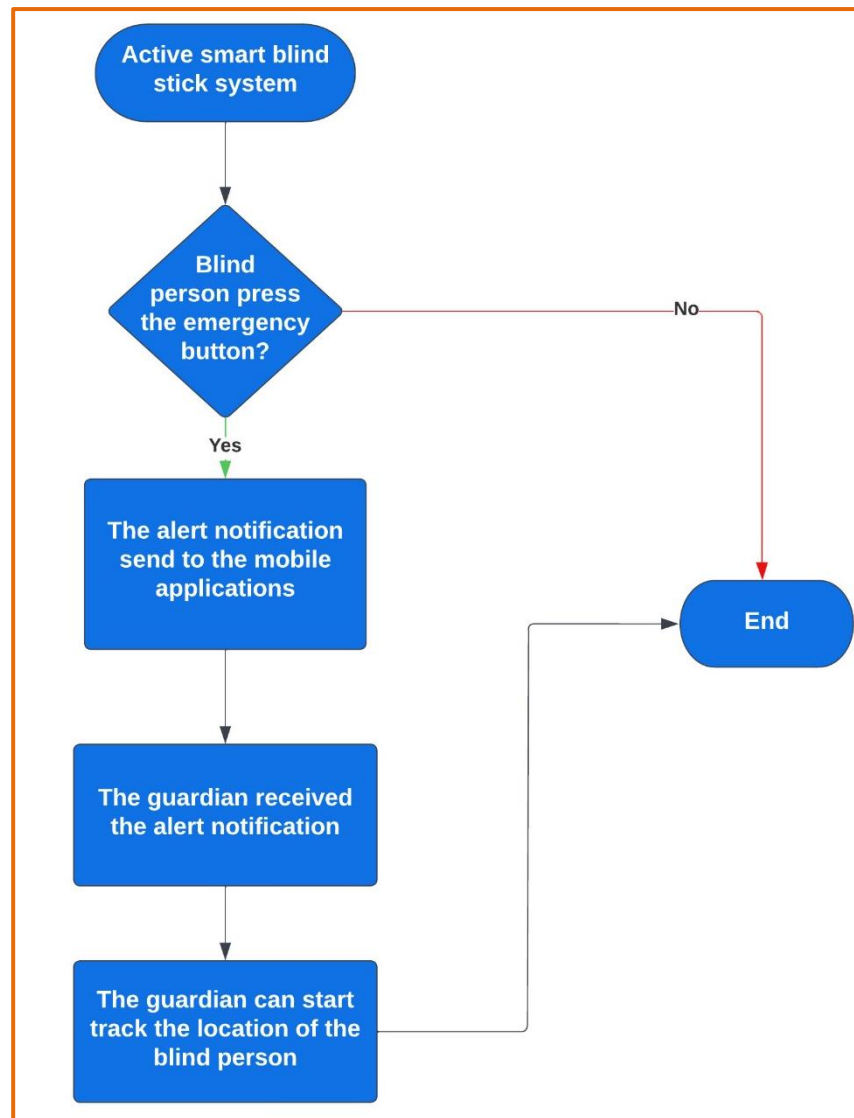 Active smart blind
stick system
Blind
person press
the emergency
button?
No
Yes
The alert notification
send to the mobile
applications
End
The guardian received
the alert notification
The guardian can start
track the location of the
blind person